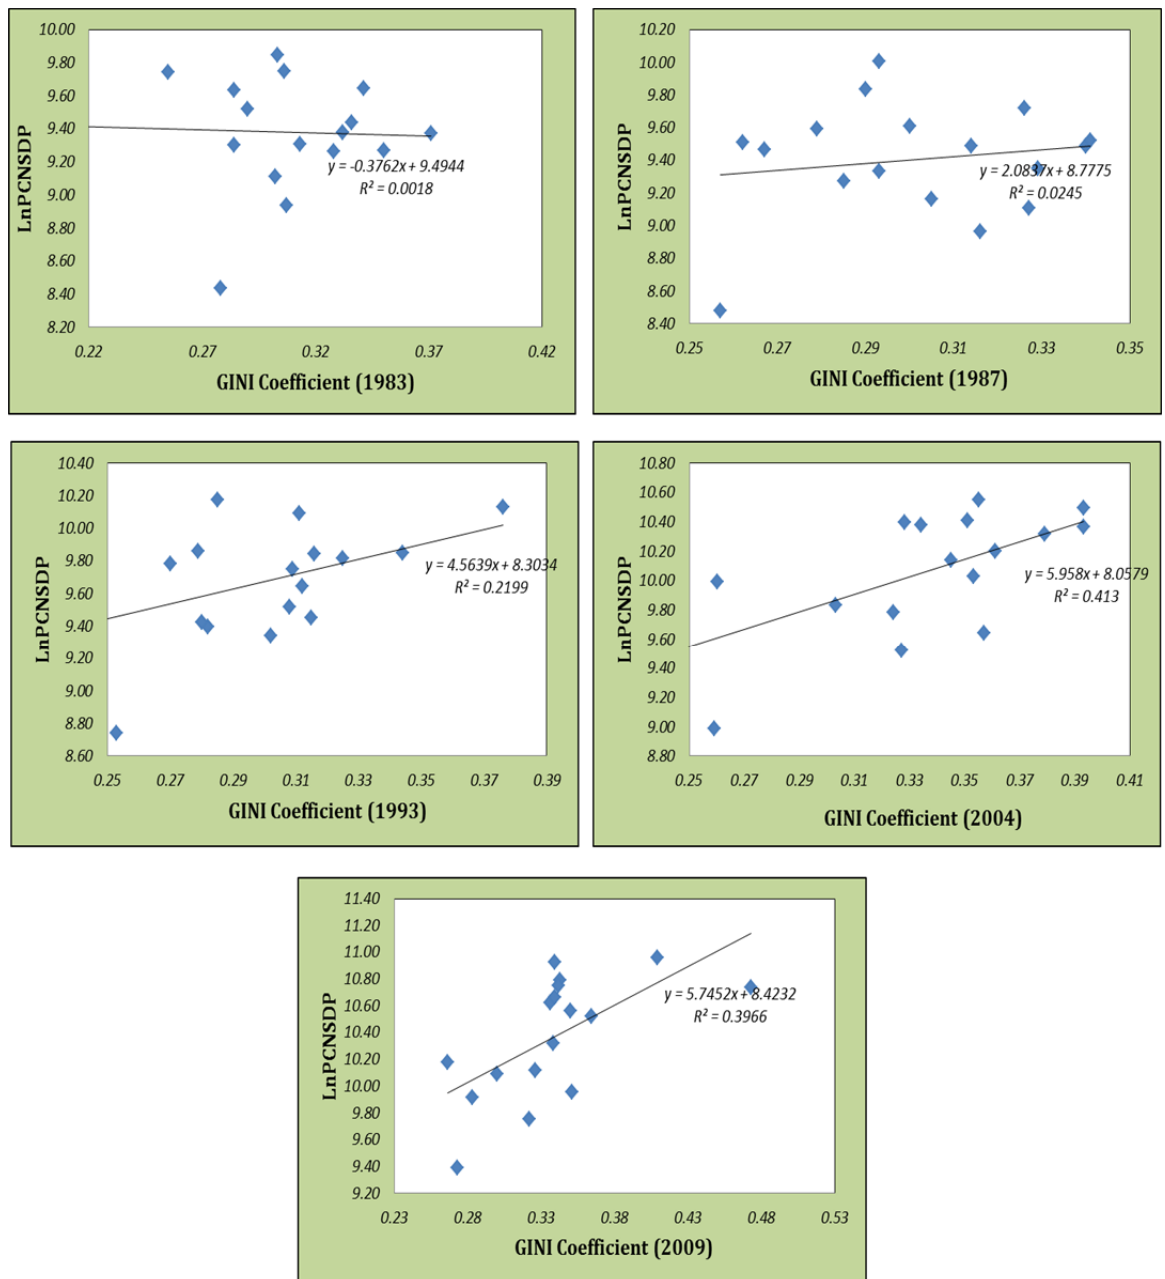 10.00
9.80
9.60
9.40
9.20
9.00
8.80
8.60
8.40
8.20
LnPCNSDP
y = -0.3762x + 9.4944
R² = 0.0018
0.22 0.27 0.32 0.37 0.42
GINI Coefficient (1983)
10.20
10.00
9.80
9.60
9.40
9.20
9.00
8.80
8.60
8.40
LnPCNSDP
y = 2.0837x + 8.7775
R² = 0.0245
0.25 0.27 0.29 0.31 0.33 0.35
GINI Coefficient (1987)
10.40
10.20
10.00
9.80
9.60
9.40
9.20
9.00
8.80
8.60
LnPCNSDP
y = 4.5639x + 8.3034
R² = 0.2199
0.25 0.27 0.29 0.31 0.33 0.35 0.37 0.39
GINI Coefficient (1993)
10.80
10.60
10.40
10.20
10.00
9.80
9.60
9.40
9.20
9.00
8.80
LnPCNSDP
y = 5.958x + 8.0579
R² = 0.413
0.25 0.27 0.29 0.31 0.33 0.35 0.37 0.39 0.41
GINI Coefficient (2004)
11.40
11.20
11.00
10.80
10.60
10.40
10.20
10.00
9.80
9.60
9.40
9.20
LnPCNSDP
y = 5.7452x + 8.4232
R² = 0.3966
0.23 0.28 0.33 0.38 0.43 0.48 0.53
GINI Coefficient (2009)